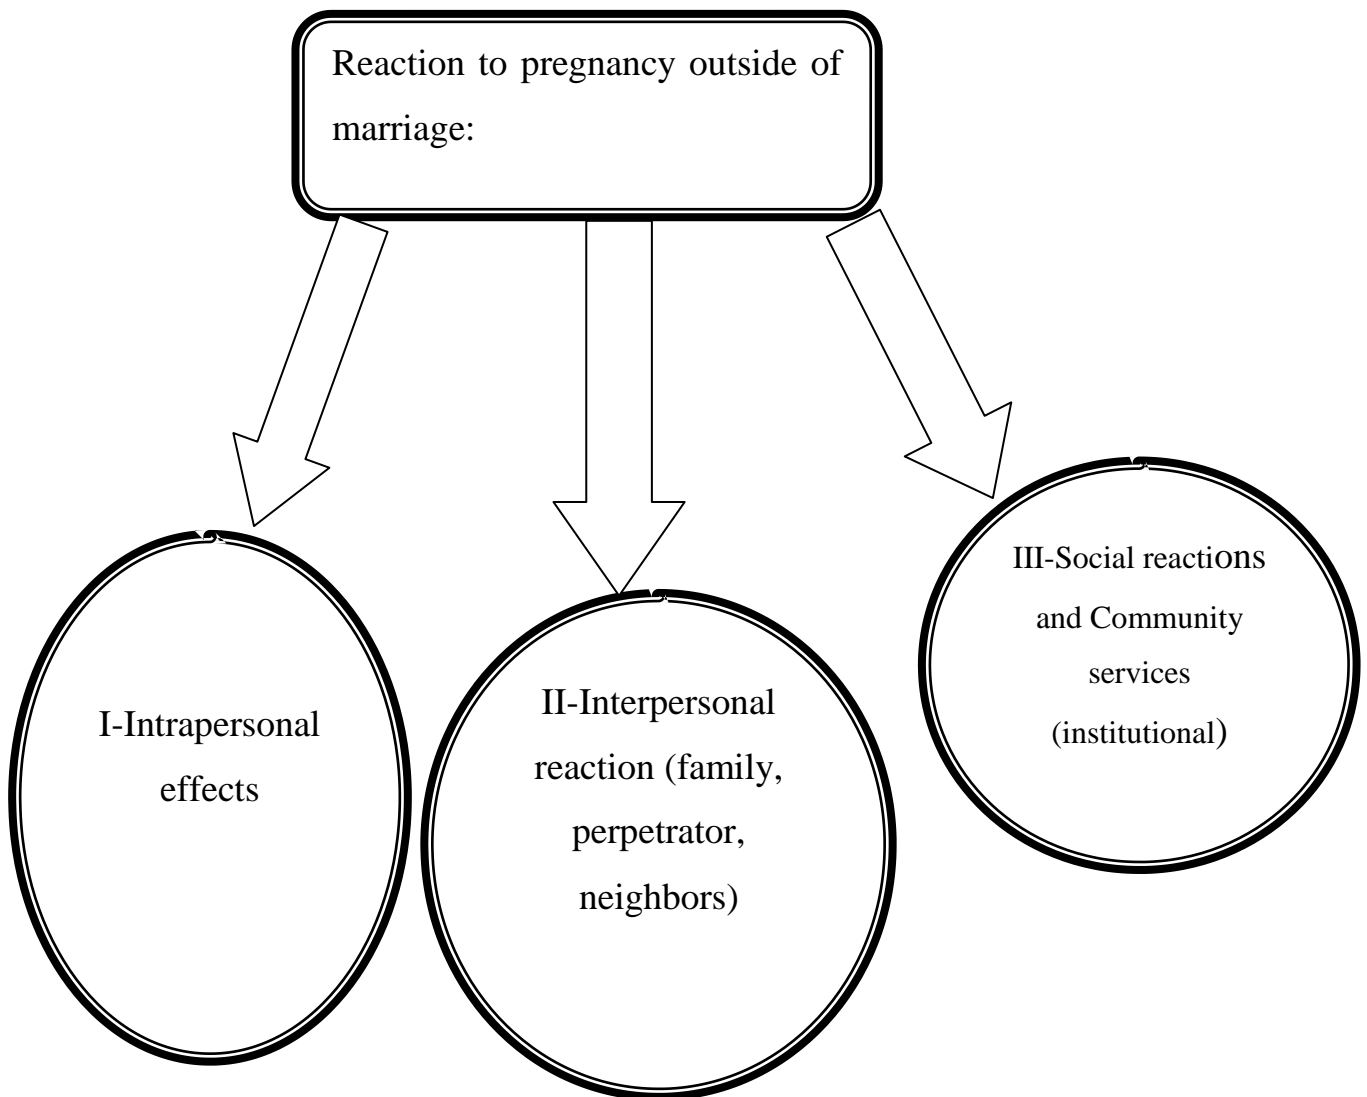 Reaction to pregnancy outside of
marriage:
I-Intrapersonal
effects
II-Interpersonal
reaction (family,
perpetrator,
neighbors)
III-Social reactions
and Community
services
(institutional)